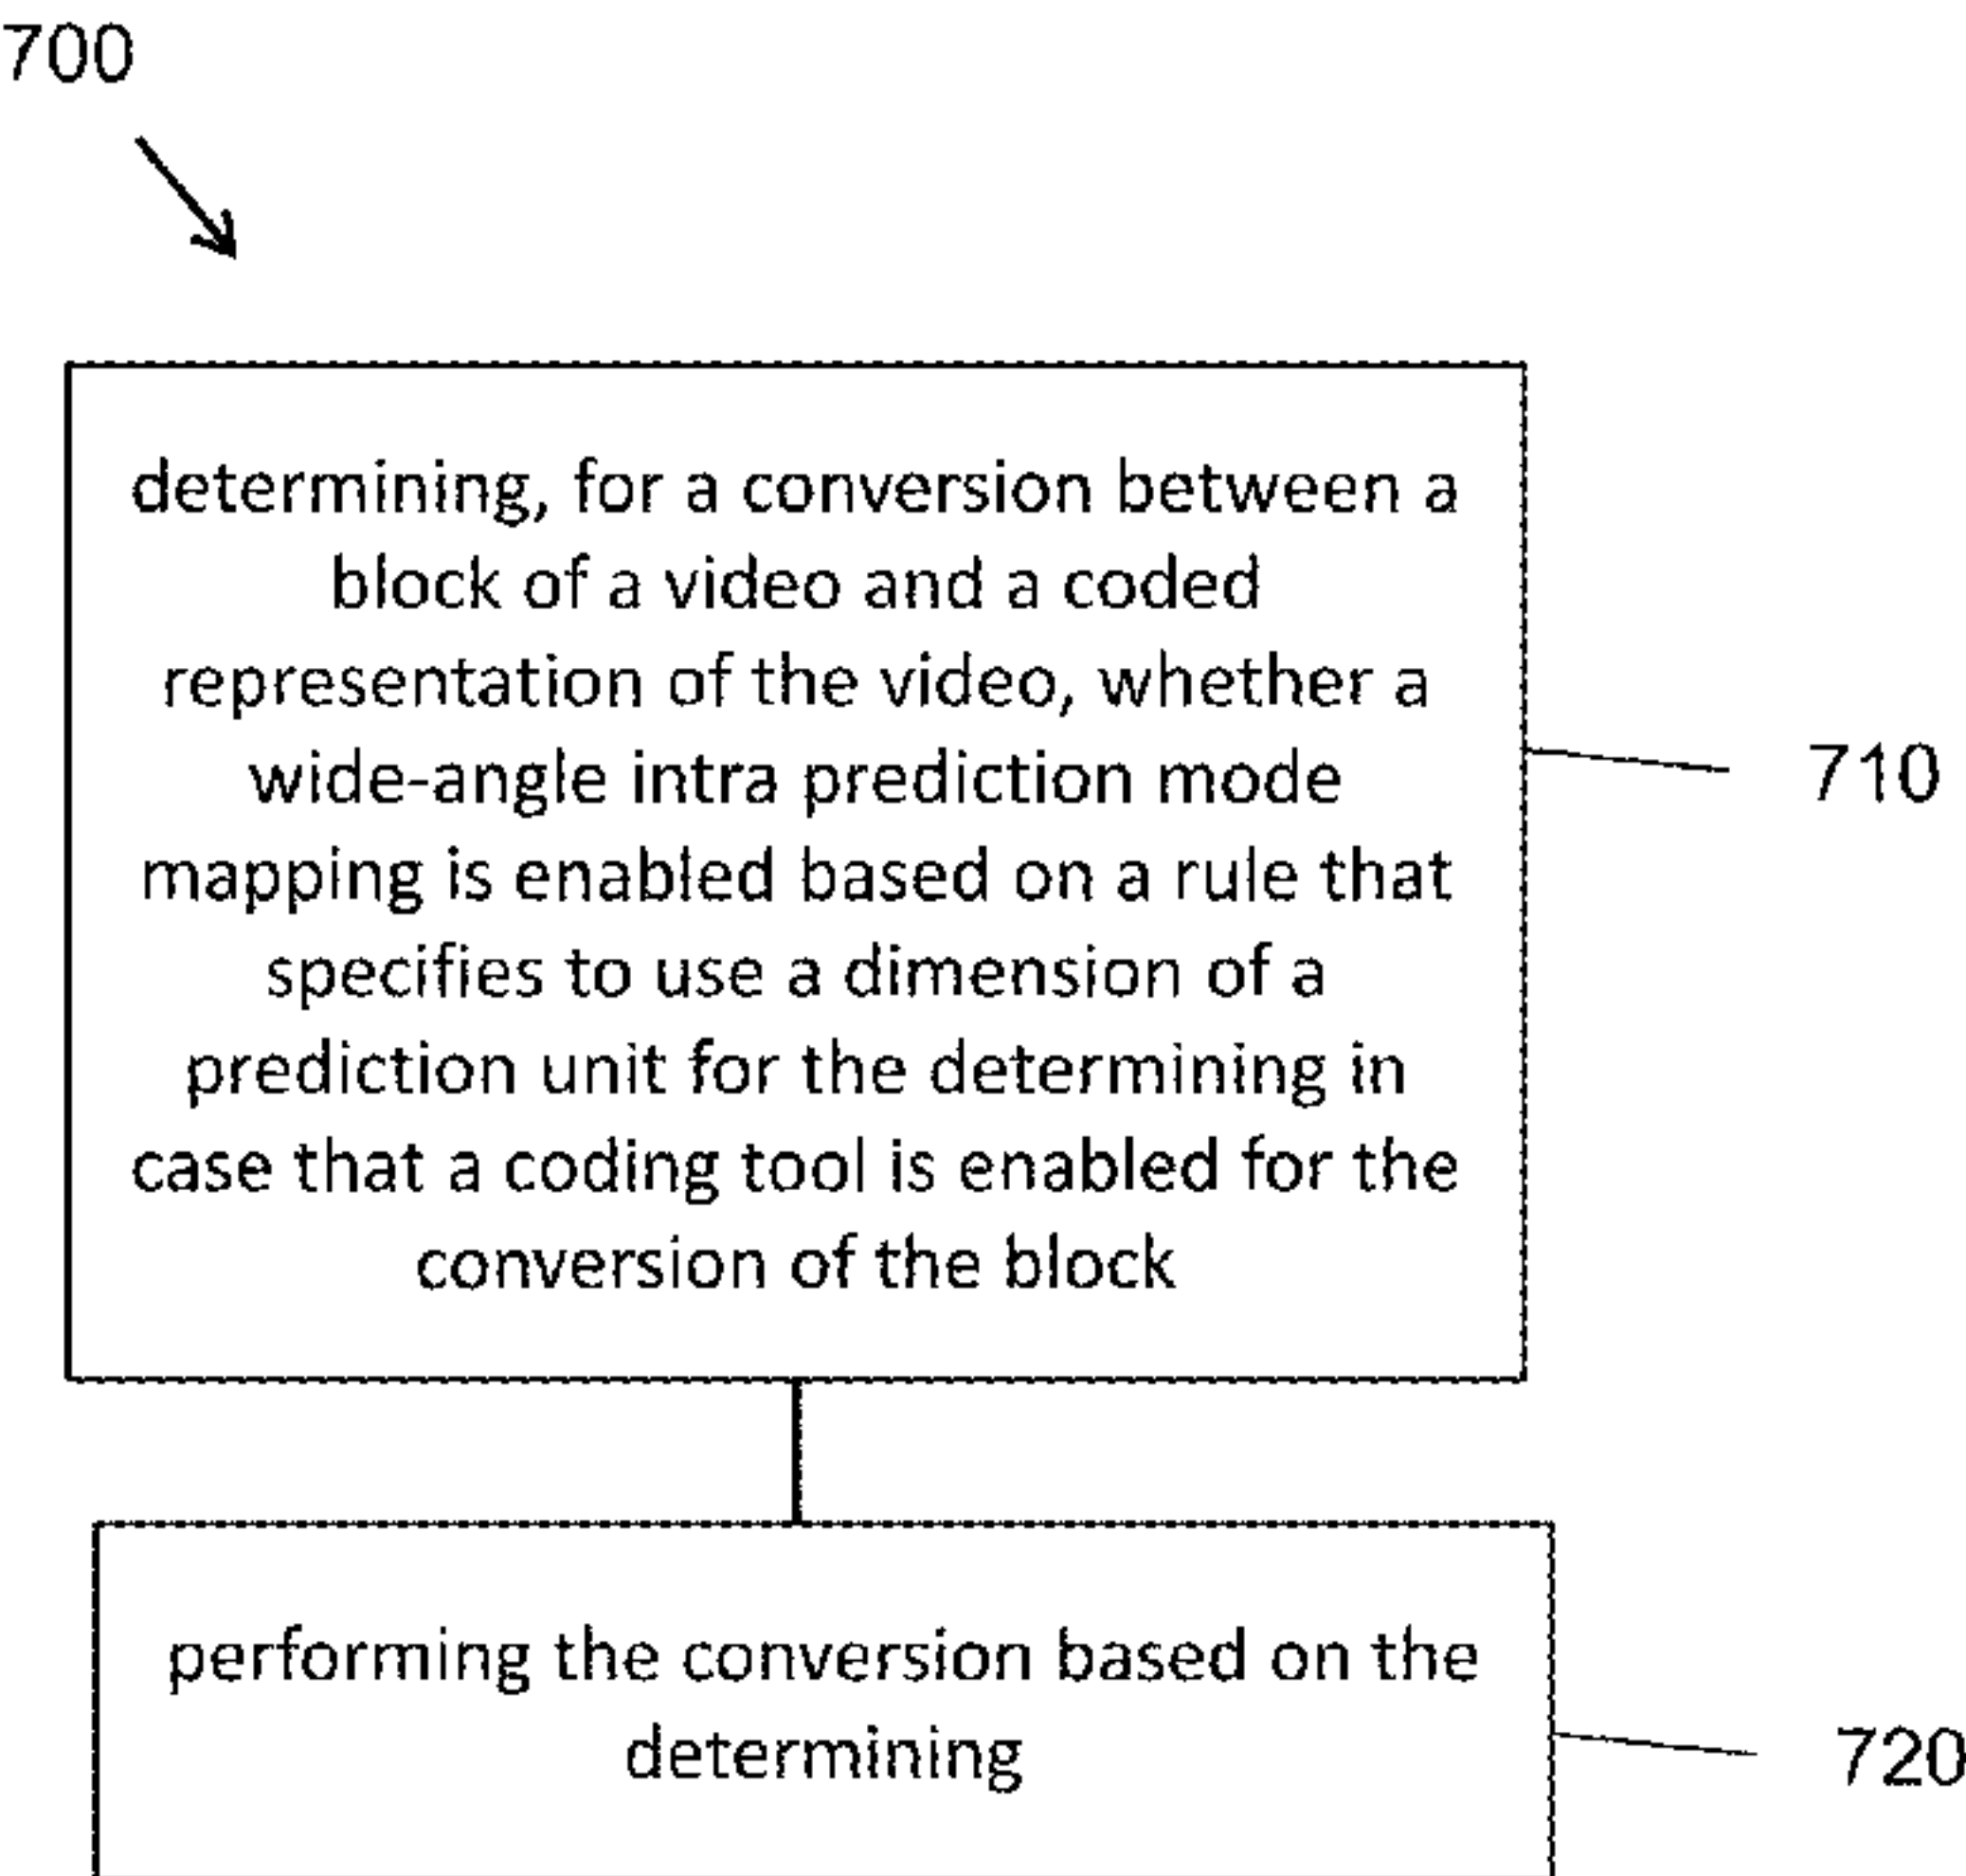 700
determining, for a conversion between a
block of a video and a coded
representation of the video, whether a
wide-angle intra prediction mode
mapping is enabled based on a rule that
specifies to use a dimension of a
prediction unit for the determining in
case that a coding tool is enabled for the
conversion of the block
710
performing the conversion based on the
determining
720